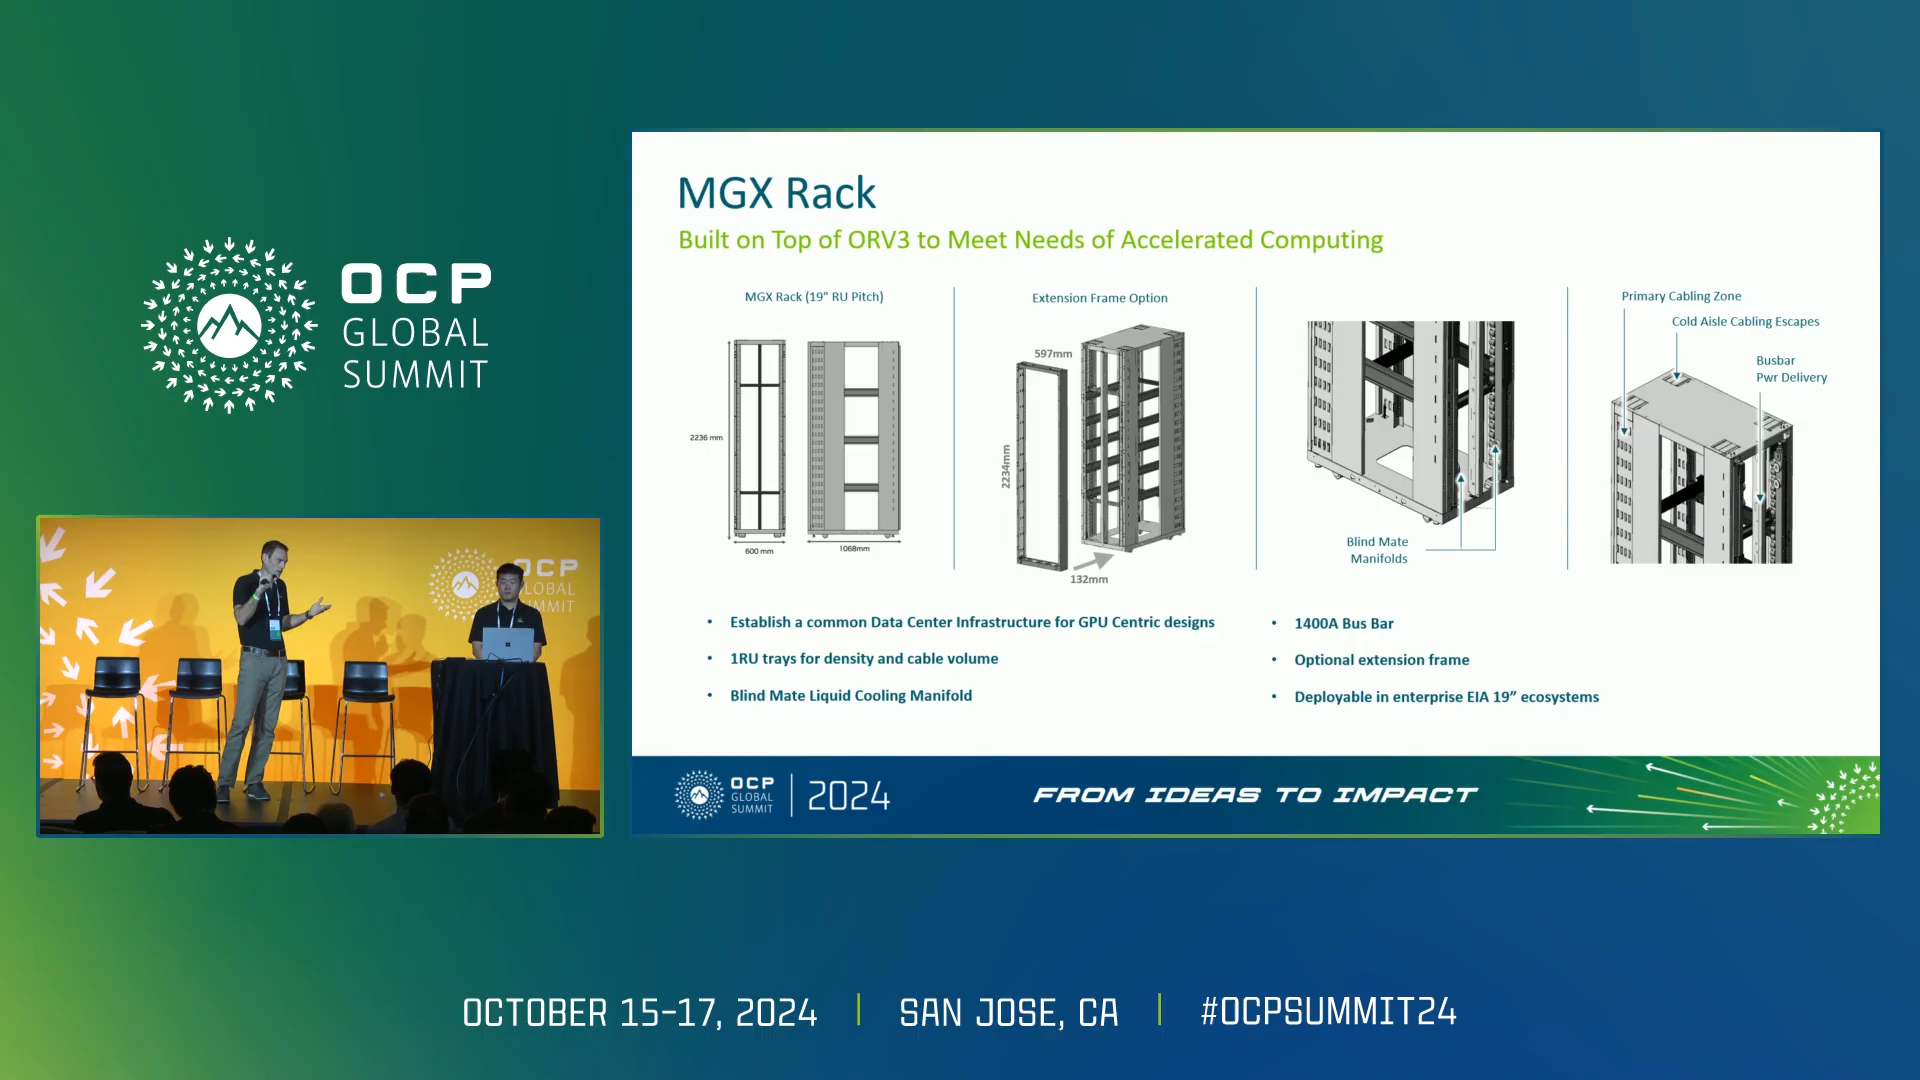 OCP
GLOBAL
SUMMIT
OCP
GLOBAL
SUMMIT
MGX Rack
Built on Top of ORV3 to Meet Needs of Accelerated Computing
MGX Rack (19" RU Pitch)
2236 mm
600 mm
1068mm
Extension Frame Option
597mm
2234mm
132mm
Blind Mate
Manifolds
Primary Cabling Zone
Cold Aisle Cabling Escapes
Busbar
Pwr Delivery
• Establish a common Data Center Infrastructure for GPU Centric designs
• 1RU trays for density and cable volume
• Blind Mate Liquid Cooling Manifold
• 1400A Bus Bar
• Optional extension frame
• Deployable in enterprise EIA 19” ecosystems
OCP
GLOBAL
SUMMIT
2024
FROM IDEAS TO IMPACT
OCTOBER 15-17, 2024 | SAN JOSE, CA | #OCPSUMMIT24